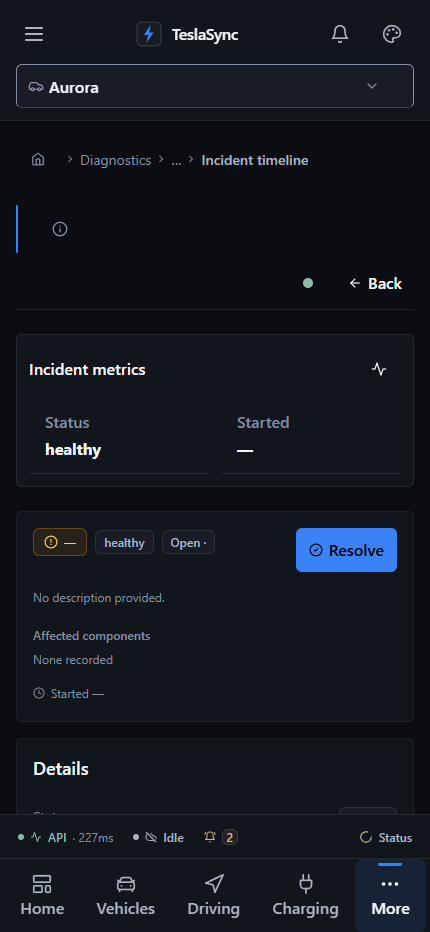 TeslaSync
Aurora
Diagnostics ... Incident timeline
Back
Incident metrics
Status Started
healthy —
— healthy Open · Resolve
No description provided.
Affected components
None recorded
Started —
Details
API · 227ms Idle 2 Status
Home Vehicles Driving Charging More